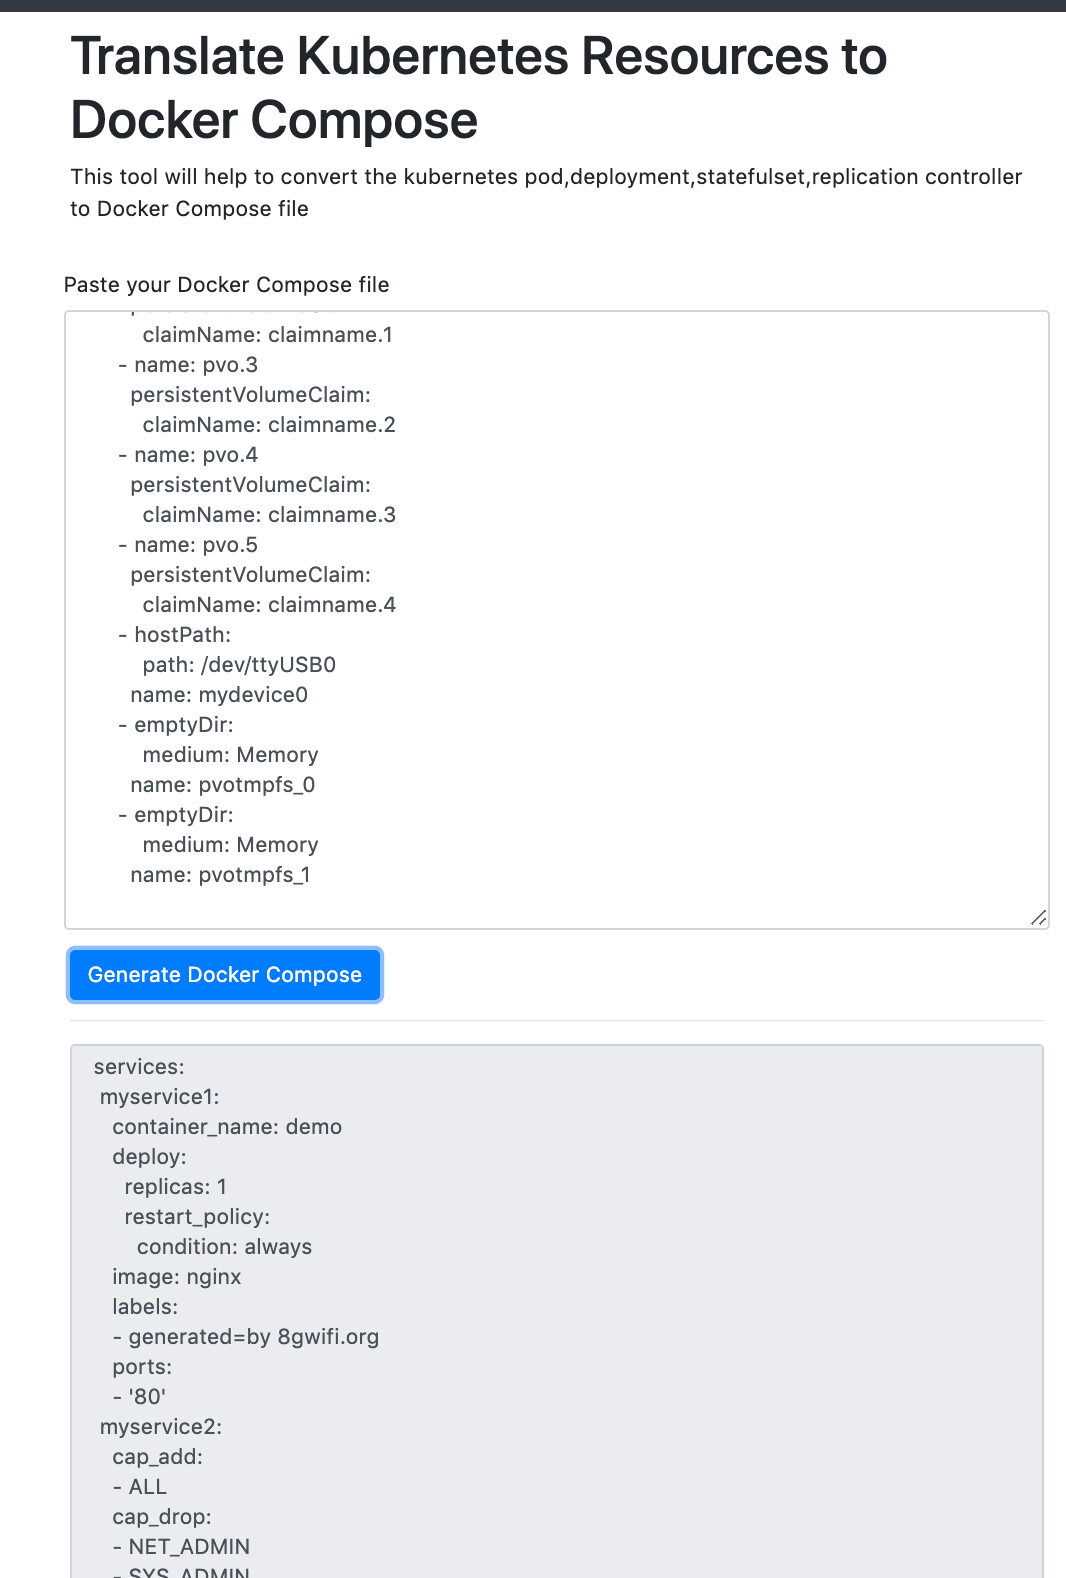 Translate Kubernetes Resources to
Docker Compose
This tool will help to convert the kubernetes pod,deployment,statefulset,replication controller
to Docker Compose file
Paste your Docker Compose file
claimName: claimname.1
- name: pvo.3
persistentVolumeClaim:
claimName: claimname.2
- name: pvo.4
persistentVolumeClaim:
claimName: claimname.3
- name: pvo.5
persistentVolumeClaim:
claimName: claimname.4
- hostPath:
path: /dev/ttyUSB0
name: mydevice0
- emptyDir:
medium: Memory
name: pvotmpfs_0
- emptyDir:
medium: Memory
name: pvotmpfs_1
Generate Docker Compose
services:
myservice1:
container_name: demo
deploy:
replicas: 1
restart_policy:
condition: always
image: nginx
labels:
- generated=by 8gwifi.org
ports:
- '80'
myservice2:
cap_add:
- ALL
cap_drop:
- NET_ADMIN
- SYS_ADMIN